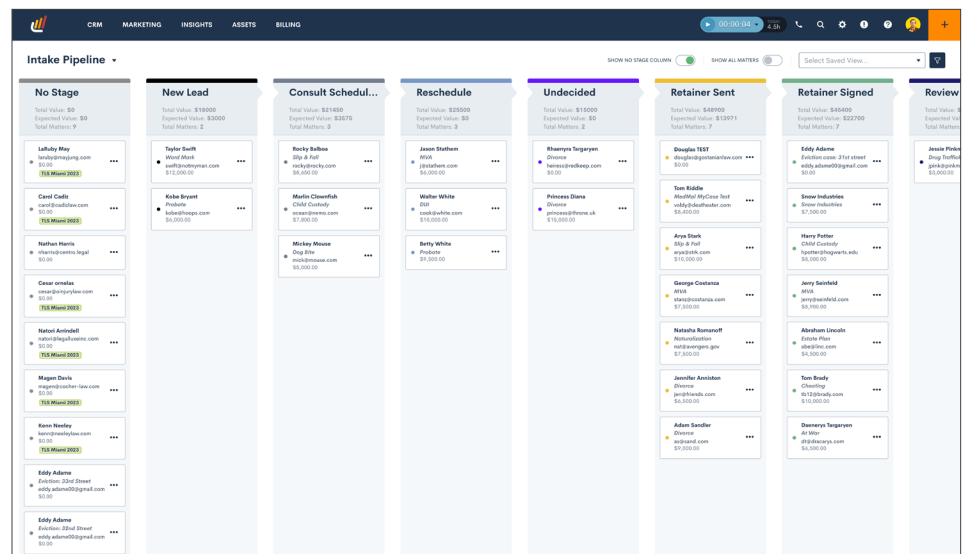 CRM MARKETING INSIGHTS ASSETS BILLING 00:00:04 TODAY 4.5h
Intake Pipeline
SHOW NO STAGE COLUMN
SHOW ALL MATTERS
Select Saved View...
No Stage
Total Value: $0
Expected Value: $0
Total Matters: 9
LaRuby May
laruby@mayjung.com
$0.00
TLS Miami 2023
Carol Cadiz
carol@cadizlaw.com
$0.00
TLS Miami 2023
Nathan Harris
nharris@centro.legal
$0.00
Cesar ornelas
cesar@oinjurylaw.com
$0.00
TLS Miami 2023
Natori Arrindell
natori@legalluxeinc.com
$0.00
TLS Miami 2023
Magen Davis
magen@cocher-law.com
$0.00
TLS Miami 2023
Kenn Neeley
kenn@neeleylaw.com
$0.00
TLS Miami 2023
Eddy Adame
Eviction: 33rd Street
eddy.adame00@gmail.com
$0.00
Eddy Adame
Eviction: 32nd Street
eddy.adame00@gmail.com
$0.00
New Lead
Total Value: $18000
Expected Value: $3000
Total Matters: 2
Taylor Swift
Word Mark
swift@notmyman.com
$12,000.00
Kobe Bryant
Probate
kobe@hoops.com
$6,000.00
Consult Schedul...
Total Value: $21450
Expected Value: $3575
Total Matters: 3
Rocky Balboa
Slip & Fall
rocky@rocky.com
$8,650.00
Marlin Clownfish
Child Custody
ocean@nemo.com
$7,800.00
Mickey Mouse
Dog Bite
mick@mouse.com
$5,000.00
Reschedule
Total Value: $25500
Expected Value: $0
Total Matters: 3
Jason Stathem
MVA
j@stathem.com
$6,000.00
Walter White
DUI
cook@white.com
$10,000.00
Betty White
Probate
$9,500.00
Undecided
Total Value: $15000
Expected Value: $0
Total Matters: 2
Rhaenyra Targaryen
Divorce
heiress@redkeep.com
$0.00
Princess Diana
Divorce
princess@throne.uk
$15,000.00
Retainer Sent
Total Value: $48900
Expected Value: $13971
Total Matters: 7
Douglas TEST
douglas@gostanianlaw.com
$0.00
Tom Riddle
MedMal MyCase Test
voldy@deatheater.com
$8,400.00
Arya Stark
Slip & Fall
arya@strk.com
$10,000.00
George Costanza
MVA
stanz@costanza.com
$7,500.00
Natasha Romanoff
Naturalization
nat@avengers.gov
$7,500.00
Jennifer Anniston
Divorce
jen@friends.com
$6,500.00
Adam Sandler
Divorce
as@sand.com
$9,000.00
Retainer Signed
Total Value: $45400
Expected Value: $22700
Total Matters: 7
Eddy Adame
Eviction case: 31st street
eddy.adame00@gmail.com
$0.00
Snow Industries
Snow Industries
$7,500.00
Harry Potter
Child Custody
hpotter@hogwarts.edu
$8,000.00
Jerry Seinfeld
MVA
jerry@seinfeld.com
$8,900.00
Abraham Lincoln
Estate Plan
abe@linc.com
$4,500.00
Tom Brady
Cheating
tb12@brady.com
$10,000.00
Daenerys Targaryen
At War
dt@dracarys.com
$6,500.00
Review
Total Value:
Expected Value:
Total Matters:
Jessie Pinkm
Drug Traffick
jpink@pinkm
$3,000.00